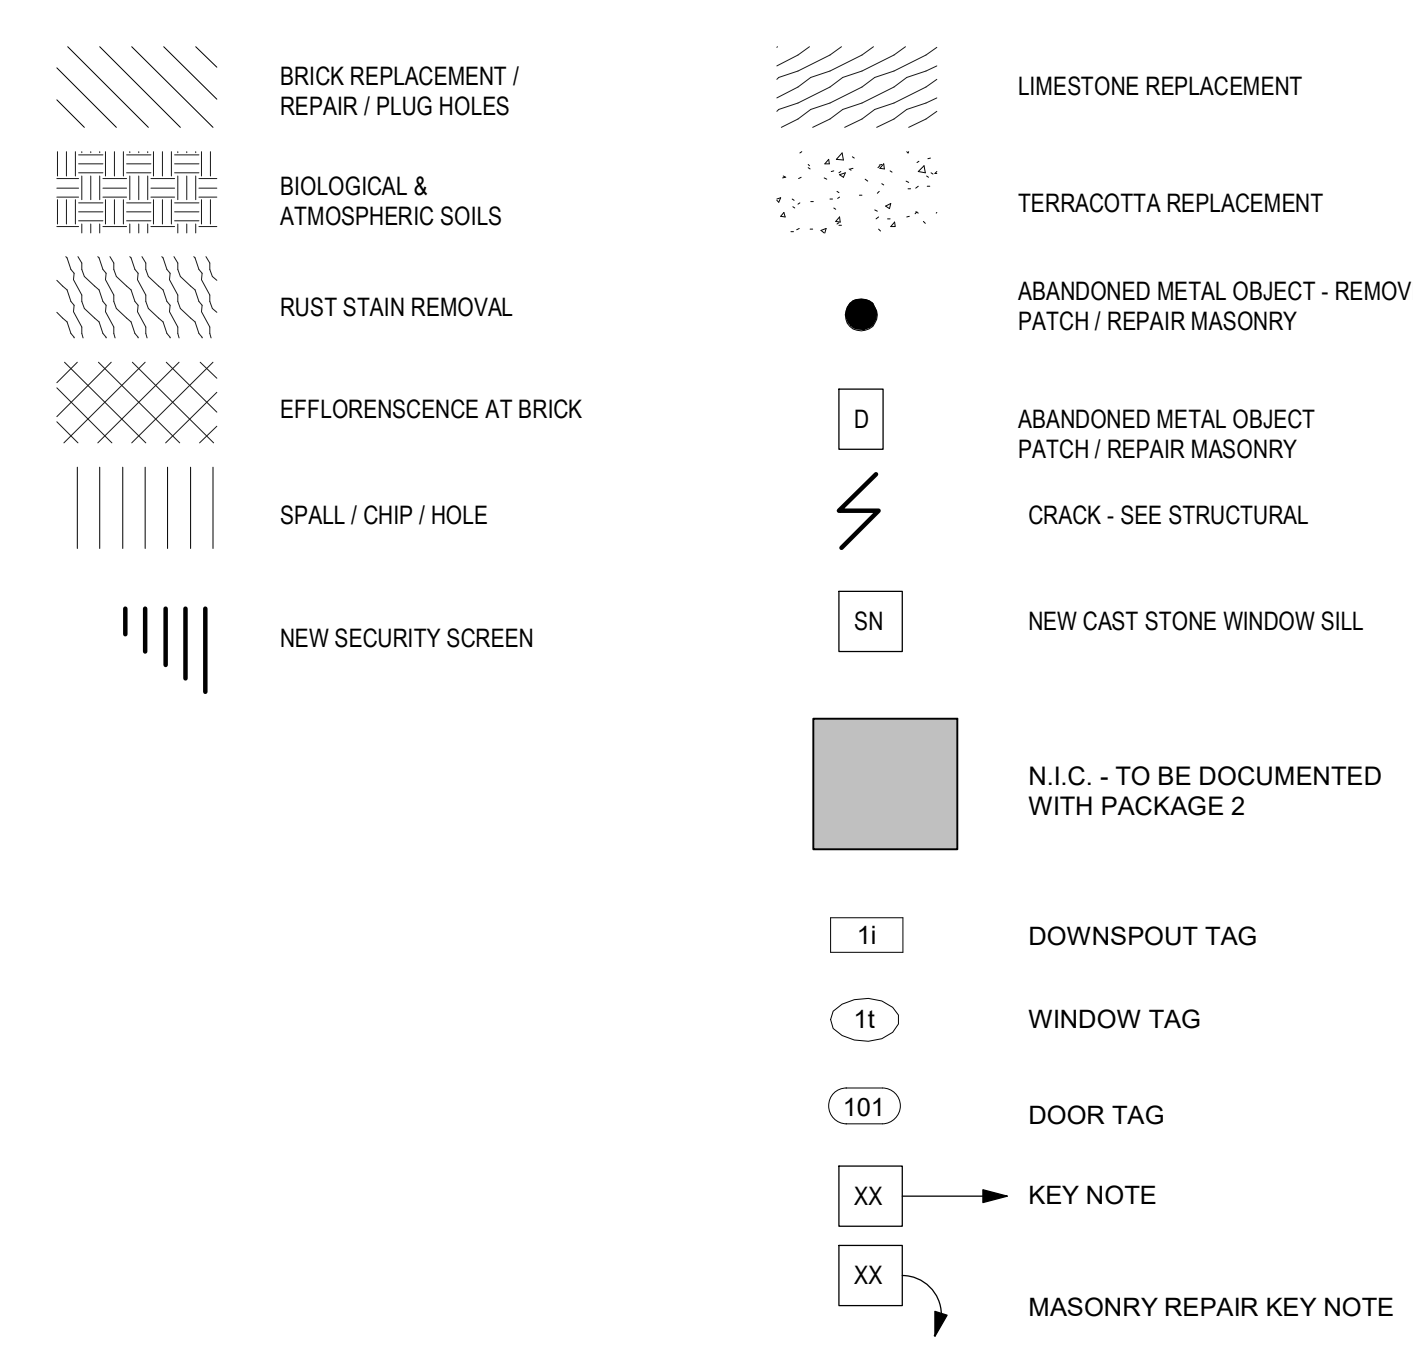 BRICK REPLACEMENT /
REPAIR / PLUG HOLES
BIOLOGICAL &
ATMOSPHERIC SOILS
RUST STAIN REMOVAL
EFFLORENSCENCE AT BRICK
SPALL / CHIP / HOLE
NEW SECURITY SCREEN
LIMESTONE REPLACEMENT
TERRACOTTA REPLACEMENT
ABANDONED METAL OBJECT - REMOV
PATCH / REPAIR MASONRY
D
ABANDONED METAL OBJECT
PATCH / REPAIR MASONRY
CRACK - SEE STRUCTURAL
SN
NEW CAST STONE WINDOW SILL
N.I.C. - TO BE DOCUMENTED
WITH PACKAGE 2
1i
DOWNSPOUT TAG
1t
WINDOW TAG
101
DOOR TAG
XX
KEY NOTE
XX
MASONRY REPAIR KEY NOTE